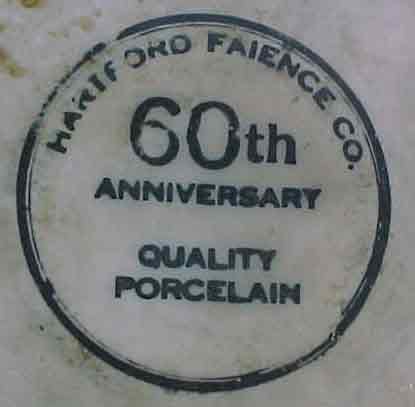 HARTFORD FAIENCE CO.
60th
ANNIVERSARY
QUALITY
PORCELAIN